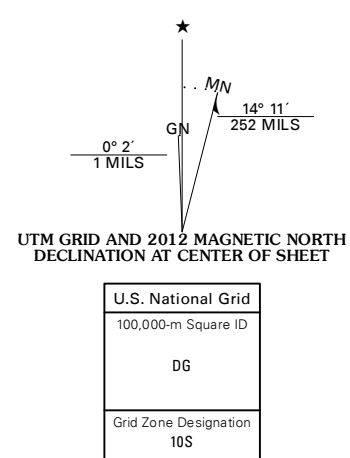 MN
GN
14° 11´
252 MILS
0° 2´
1 MILS
UTM GRID AND 2012 MAGNETIC NORTH
DECLINATION AT CENTER OF SHEET
U.S. National Grid
100,000-m Square ID
DG
Grid Zone Designation
10S